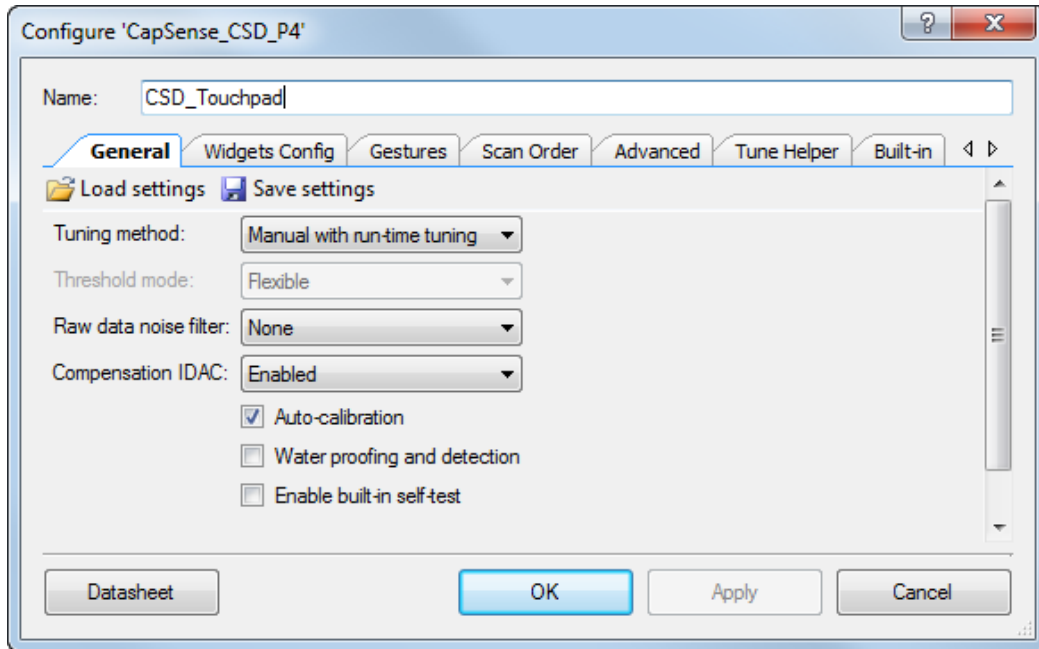 Configure 'CapSense_CSD_P4'
Name: CSD_Touchpad
General Widgets Config Gestures Scan Order Advanced Tune Helper Built-in
Load settings Save settings
Tuning method: Manual with run-time tuning
Threshold mode: Flexible
Raw data noise filter: None
Compensation IDAC: Enabled
Auto-calibration
Water proofing and detection
Enable built-in self-test
Datasheet OK Apply Cancel